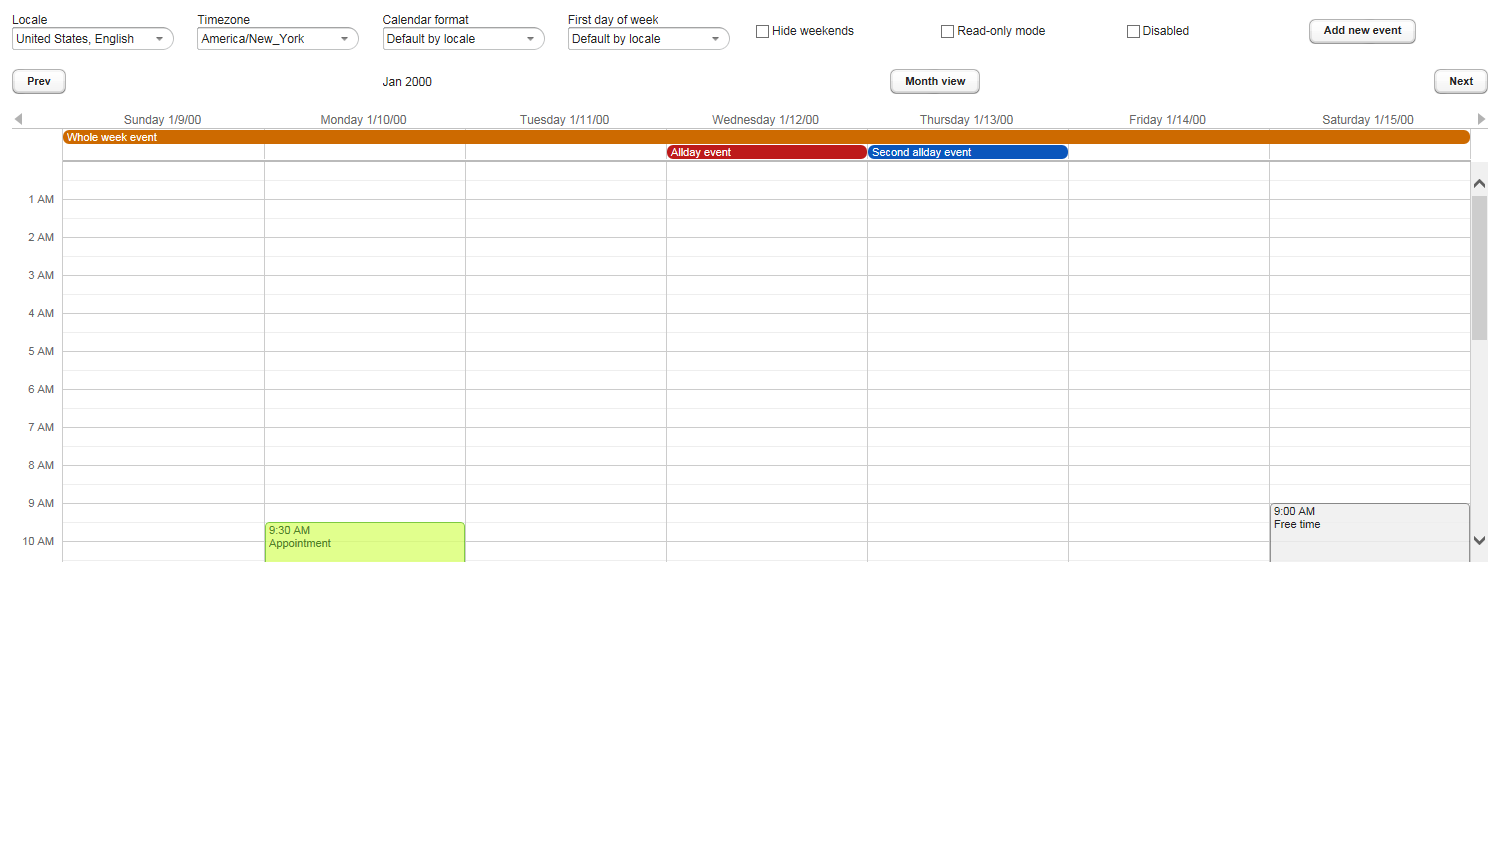 Locale
Timezone
Calendar format
First day of week
United States, English
America/New_York
Default by locale
Default by locale
Hide weekends
Read-only mode
Disabled
Add new event
Prev
Jan 2000
Month view
Next
Sunday 1/9/00
Monday 1/10/00
Tuesday 1/11/00
Wednesday 1/12/00
Thursday 1/13/00
Friday 1/14/00
Saturday 1/15/00
Whole week event
Allday event
Second allday event
1 AM
2 AM
3 AM
4 AM
5 AM
6 AM
7 AM
8 AM
9 AM
9:00 AM
Free time
9:30 AM
Appointment
10 AM